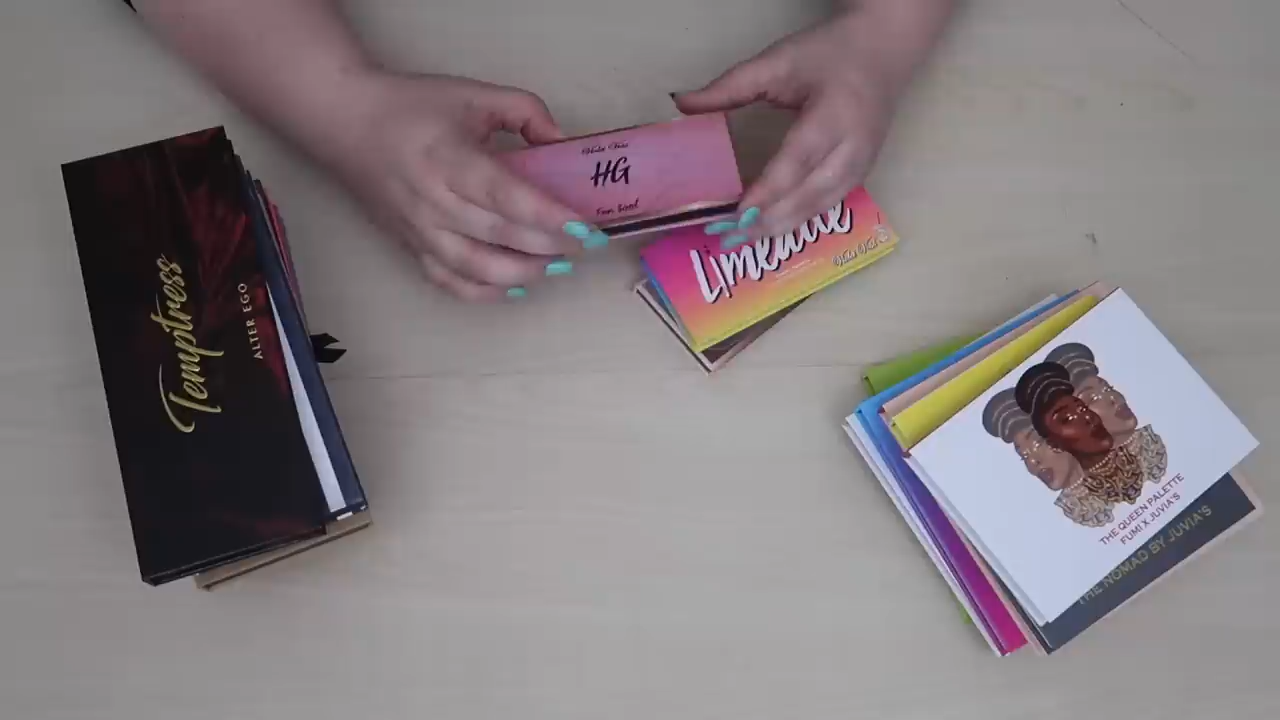 Temptress
ALTER EGO
HG
Limeade
THE QUEEN PALETTE
FUMI X JUVIA'S
THE NOMAD BY JUVIA'S